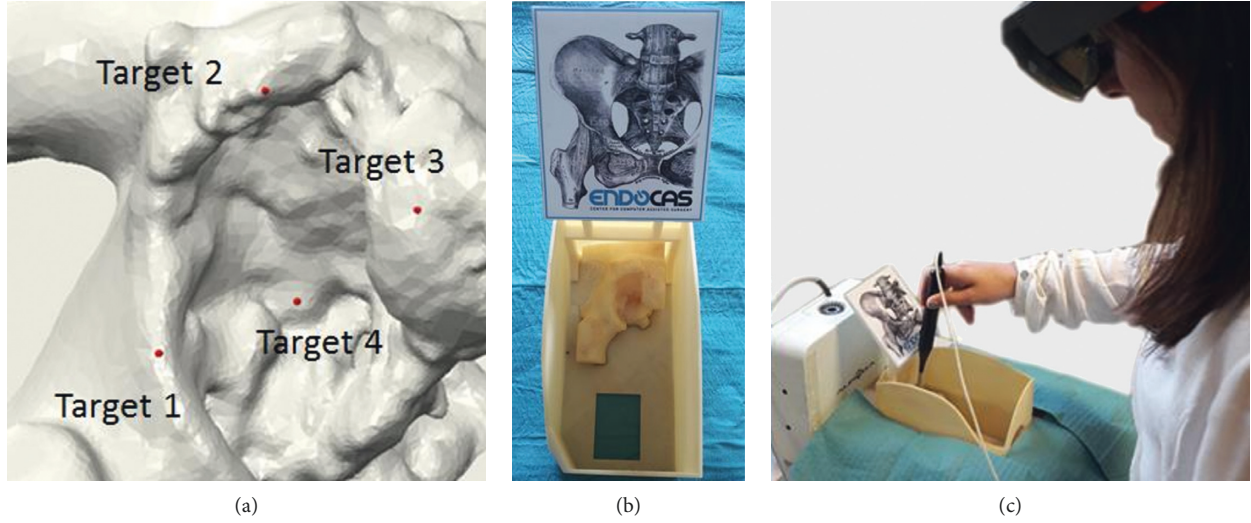 Target 2
Target 3
Target 4
Target 1
ENDOCAS
CENTER FOR COMPUTER ASSISTED SURGERY
(a)
(b)
(c)